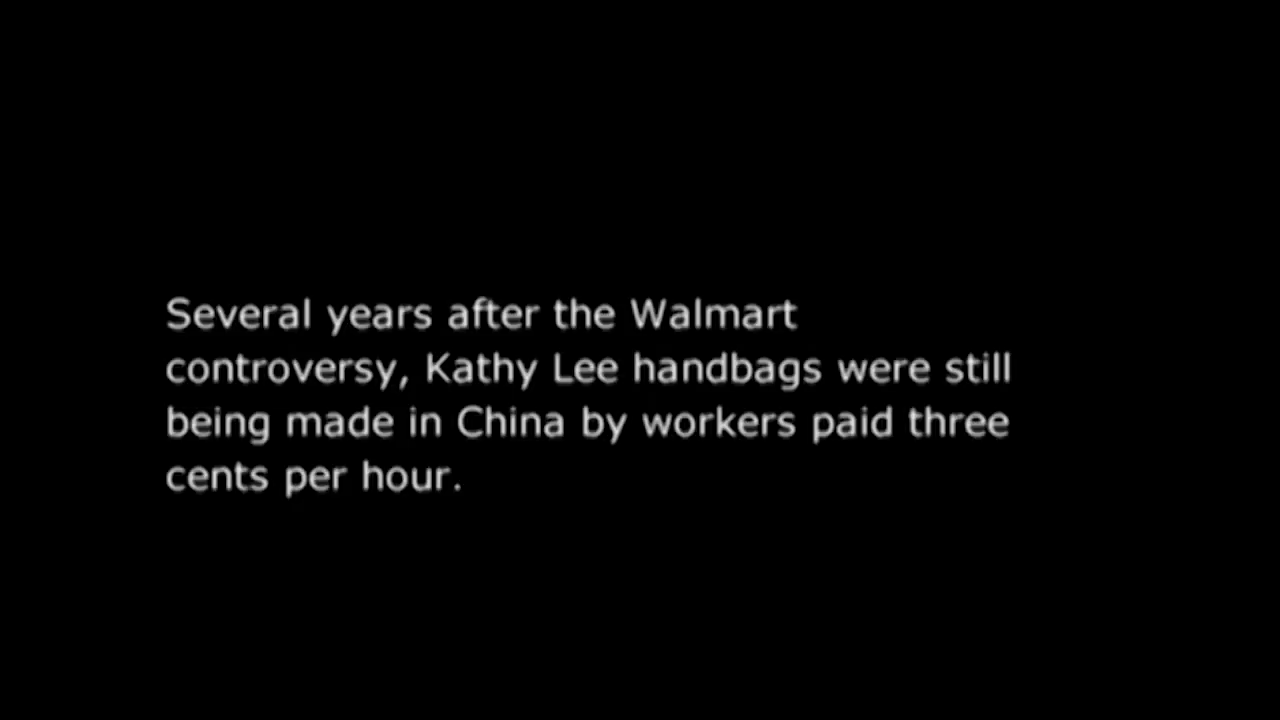 Several years after the Walmart
controversy, Kathy Lee handbags were still
being made in China by workers paid three
cents per hour.